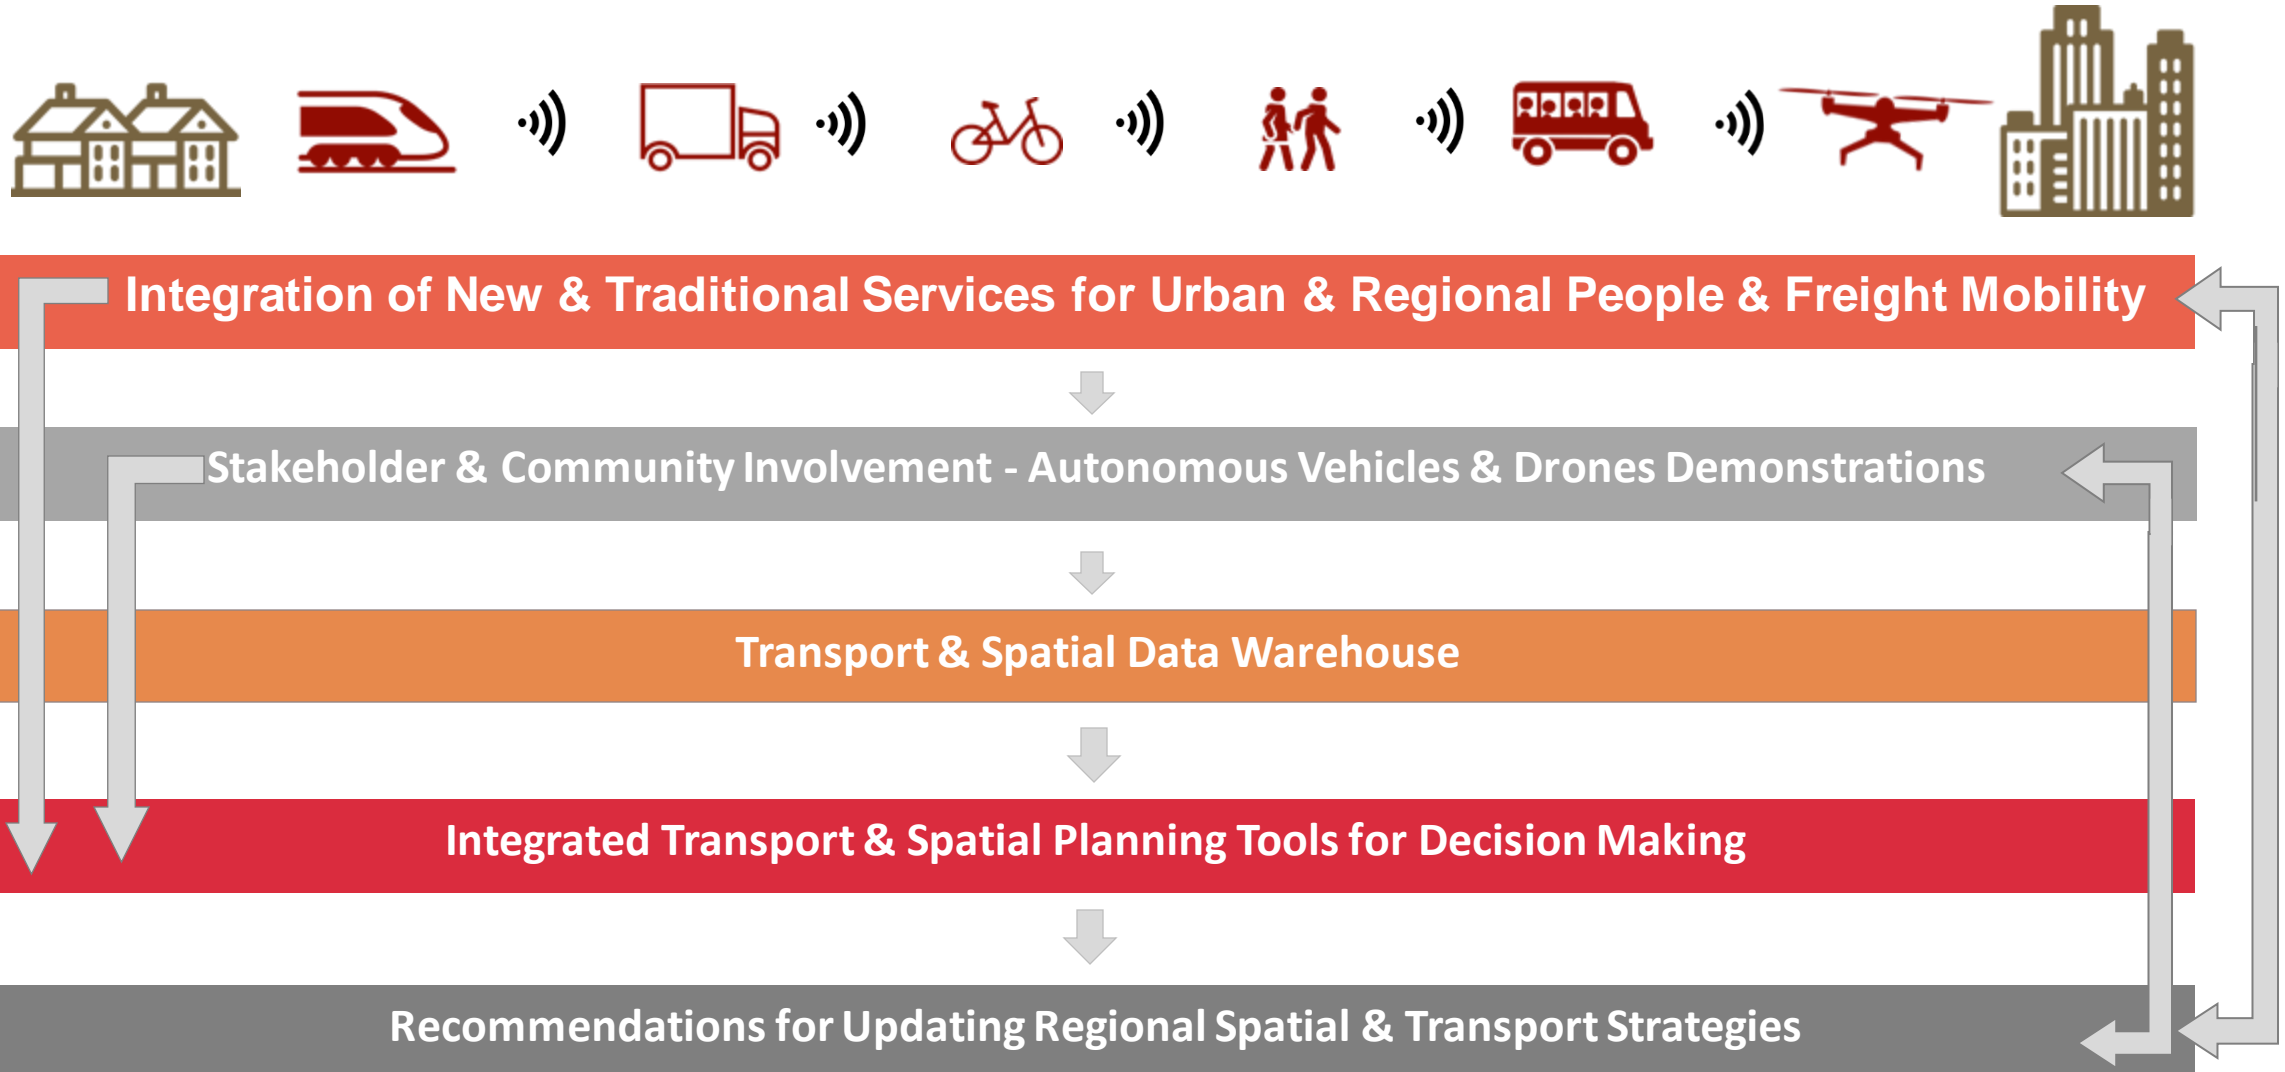 Integration of New & Traditional Services for Urban & Regional People & Freight Mobility
Stakeholder & Community Involvement - Autonomous Vehicles & Drones Demonstrations
Transport & Spatial Data Warehouse
Integrated Transport & Spatial Planning Tools for Decision Making
Recommendations for Updating Regional Spatial & Transport Strategies